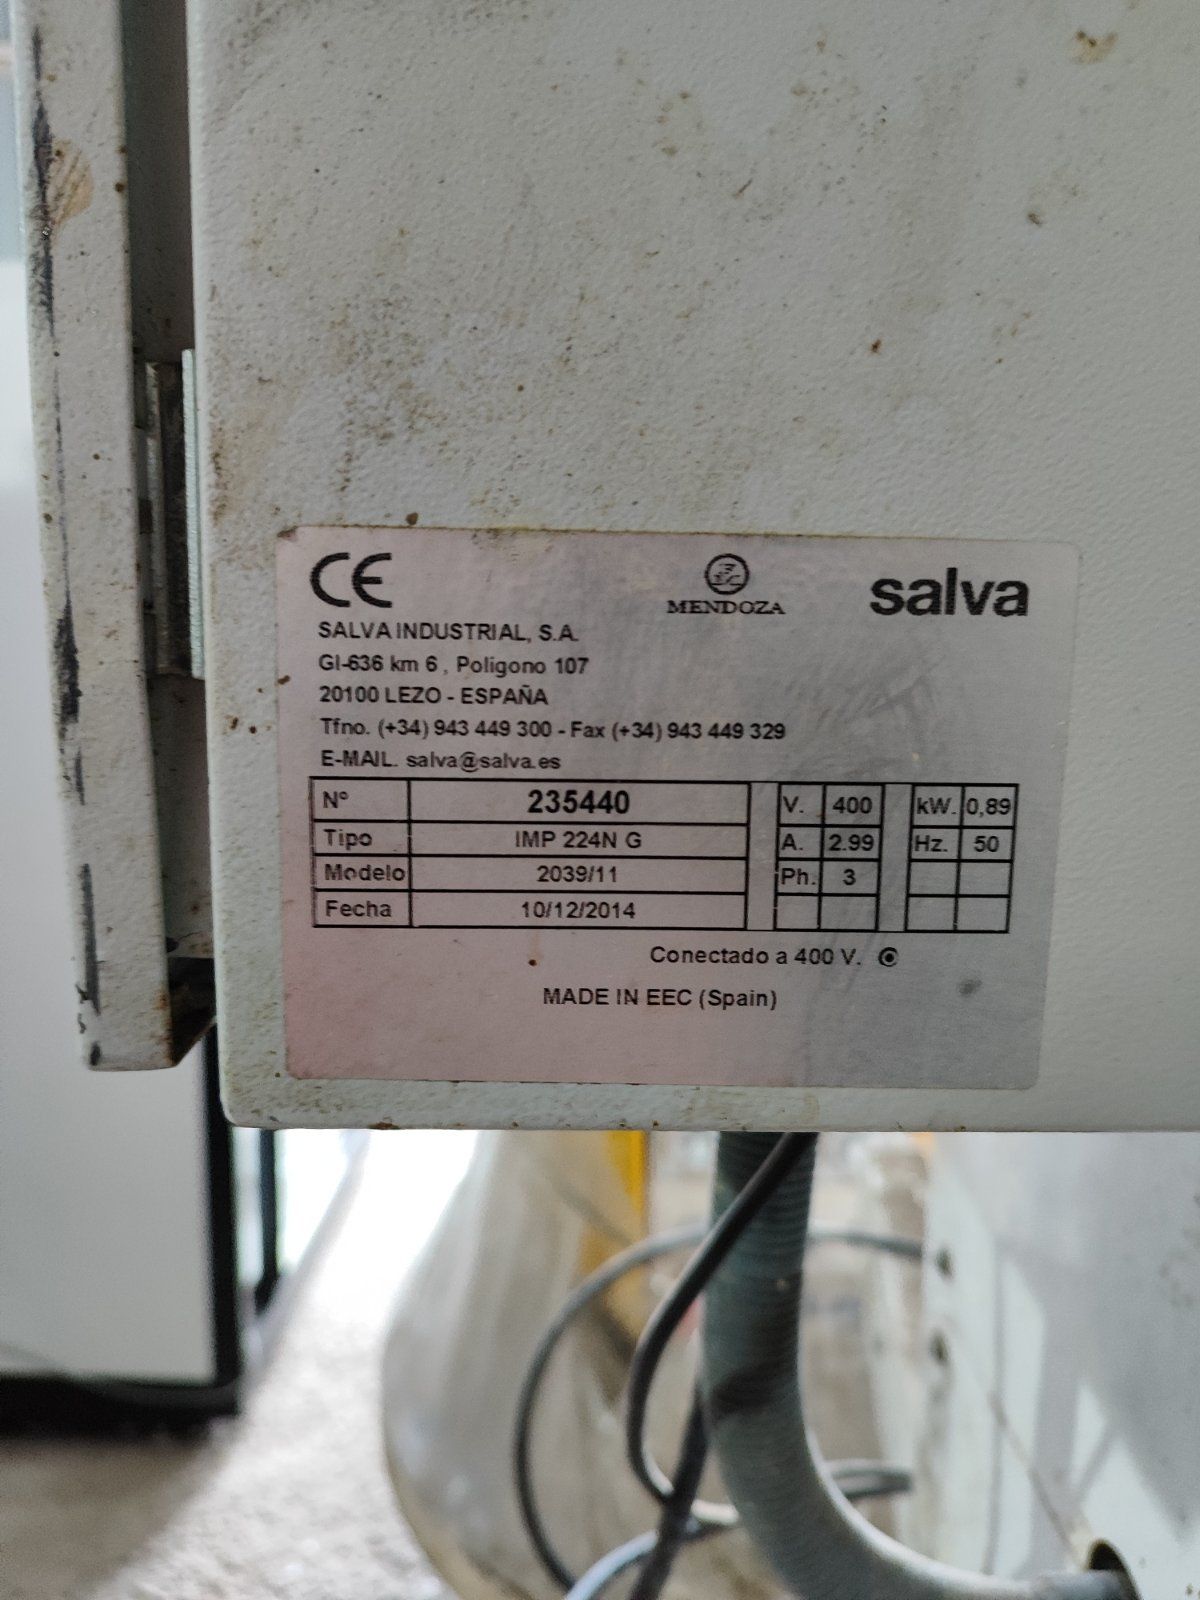 CE
MENDOZA
salva
SALVA INDUSTRIAL, S.A.
GI-636 km 6 , Poligono 107
20100 LEZO - ESPAÑA
Tfno. (+34) 943 449 300 - Fax (+34) 943 449 329
E-MAIL. salva@salva.es
Nº 235440 V. 400 kW. 0,89
Tipo IMP 224N G A. 2.99 Hz. 50
Modelo 2039/11 Ph. 3
Fecha 10/12/2014
Conectado a 400 V.
MADE IN EEC (Spain)